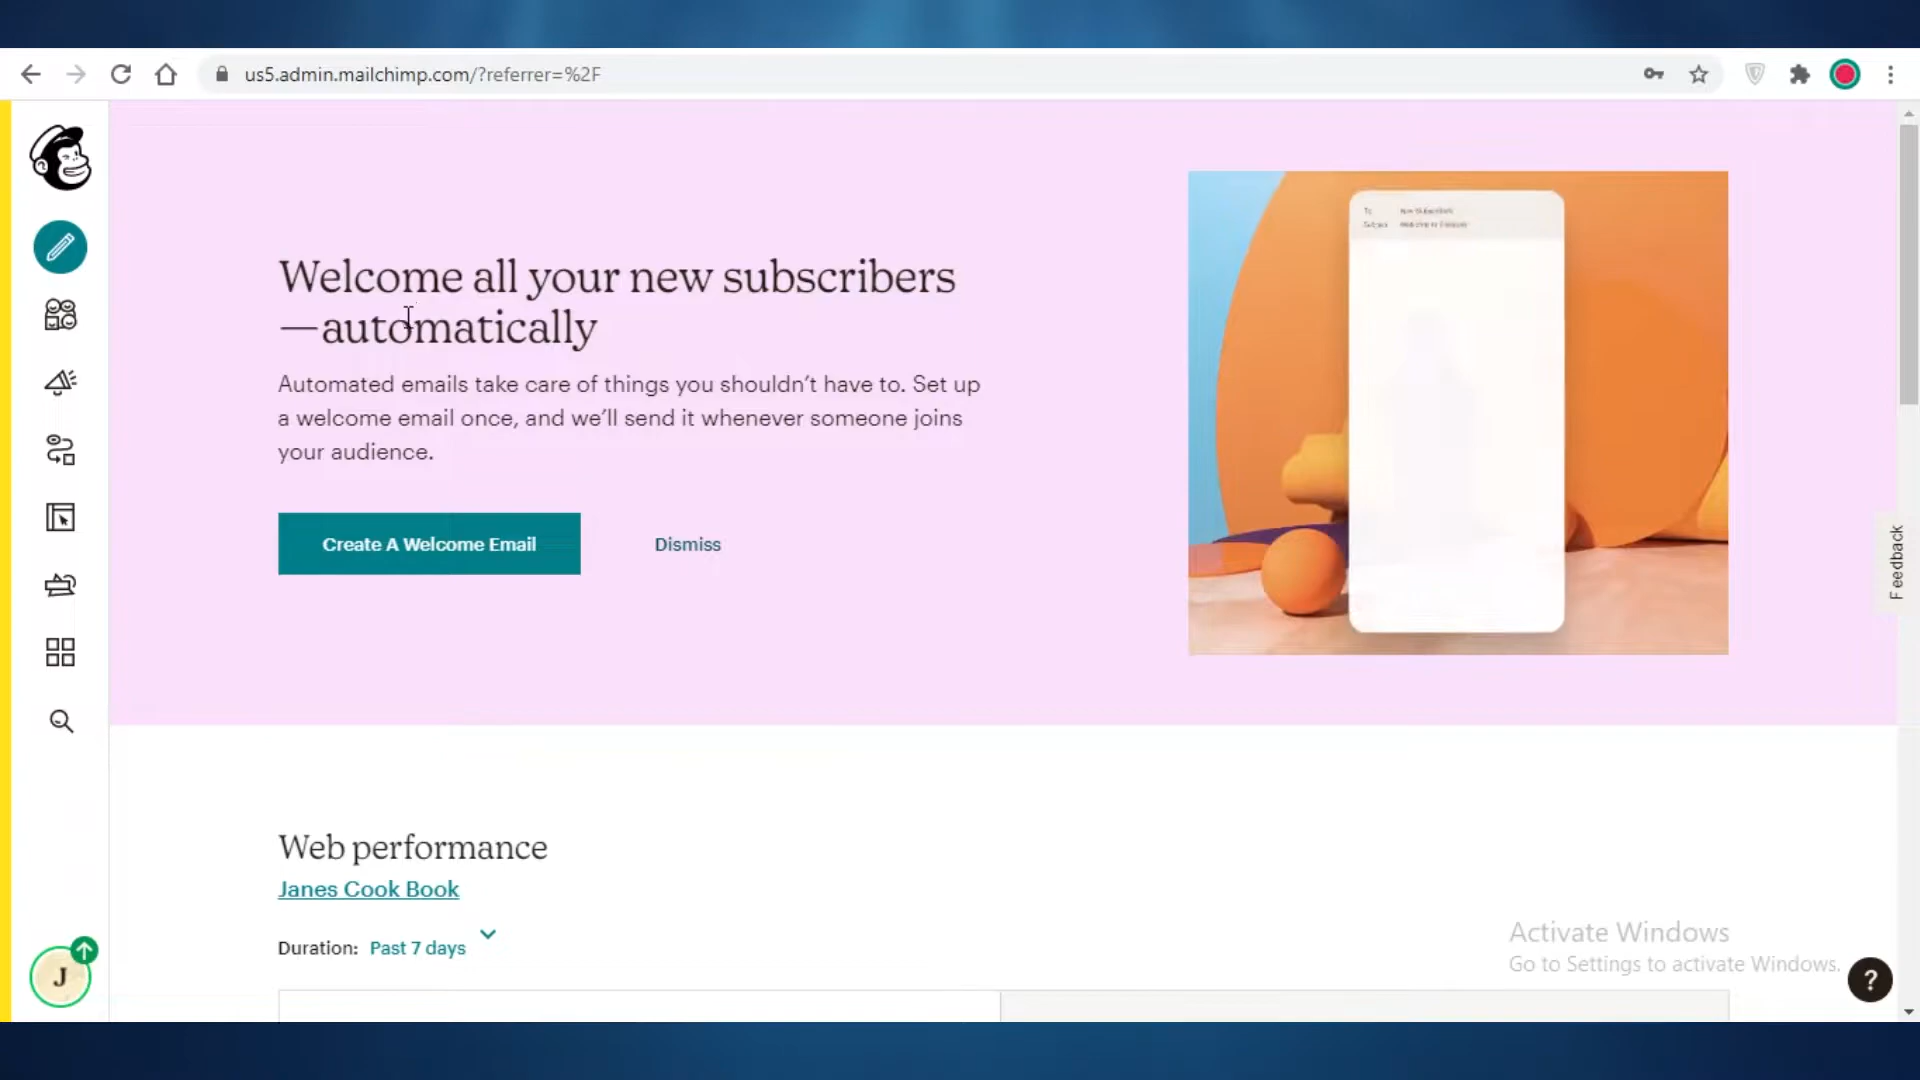 us5.admin.mailchimp.com/?referrer=%2F
To
Subject
Welcome all your new subscribers
—automatically
Automated emails take care of things you shouldn’t have to. Set up
a welcome email once, and we’ll send it whenever someone joins
your audience.
Create A Welcome Email
Dismiss
Feedback
Web performance
Janes Cook Book
Duration: Past 7 days
Activate Windows
Go to Settings to activate Windows.
J
?